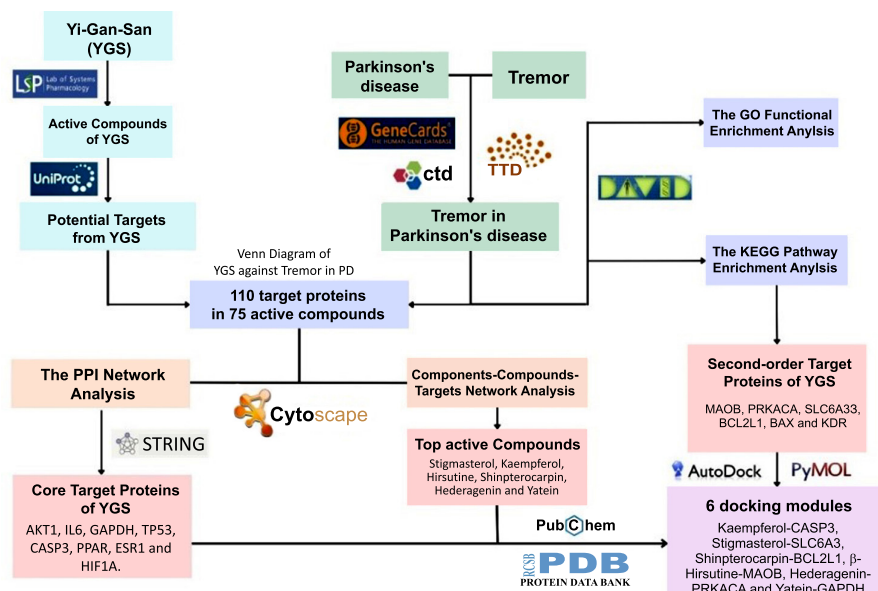 Yi-Gan-San
(YGS)
LSP Lab of Systems
Pharmacology
Active Compounds
of YGS
UniProt
Potential Targets
from YGS
Parkinson's
disease
Tremor
GeneCards
THE HUMAN GENE DATABASE
ctd
TTD
Tremor in
Parkinson's disease
The GO Functional
Enrichment Anylsis
DAVID
The KEGG Pathway
Enrichment Anylsis
Venn Diagram of
YGS against Tremor in PD
110 target proteins
in 75 active compounds
The PPI Network
Analysis
Cytoscape
Components-Compounds-
Targets Network Analysis
STRING
Core Target Proteins
of YGS
AKT1, IL6, GAPDH, TP53,
CASP3, PPAR, ESR1 and
HIF1A.
Top active Compounds
Stigmasterol, Kaempferol,
Hirsutine, Shinpterocarpin,
Hederagenin and Yatein
Second-order Target
Proteins of YGS
MAOB, PRKACA, SLC6A33,
BCL2L1, BAX and KDR
AutoDock
PyMOL
PubChem
RCSB PDB
PROTEIN DATA BANK
6 docking modules
Kaempferol-CASP3,
Stigmasterol-SLC6A3,
Shinpterocarpin-BCL2L1, β-
Hirsutine-MAOB, Hederagenin-
PRKACA and Yatein-GAPDH